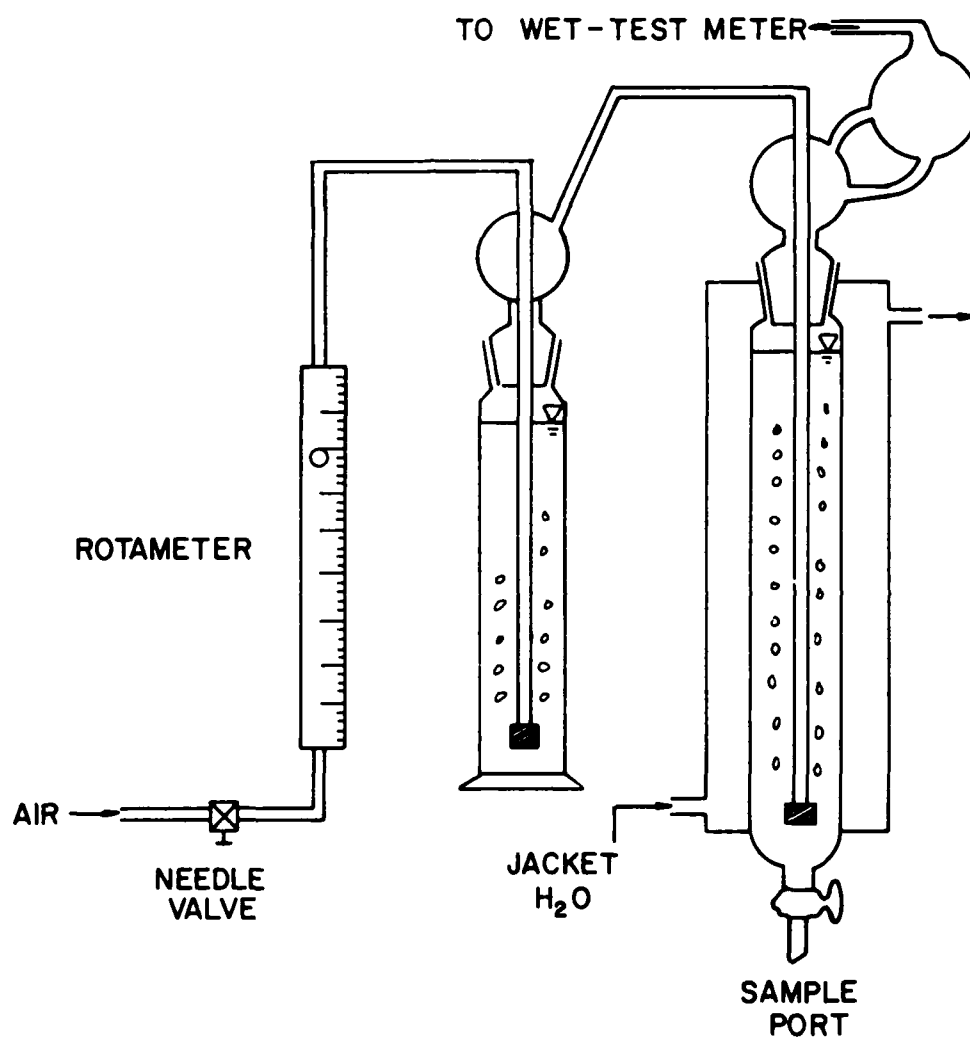 TO WET-TEST METER
ROTAMETER
AIR
NEEDLE
VALVE
JACKET
H₂O
SAMPLE
PORT